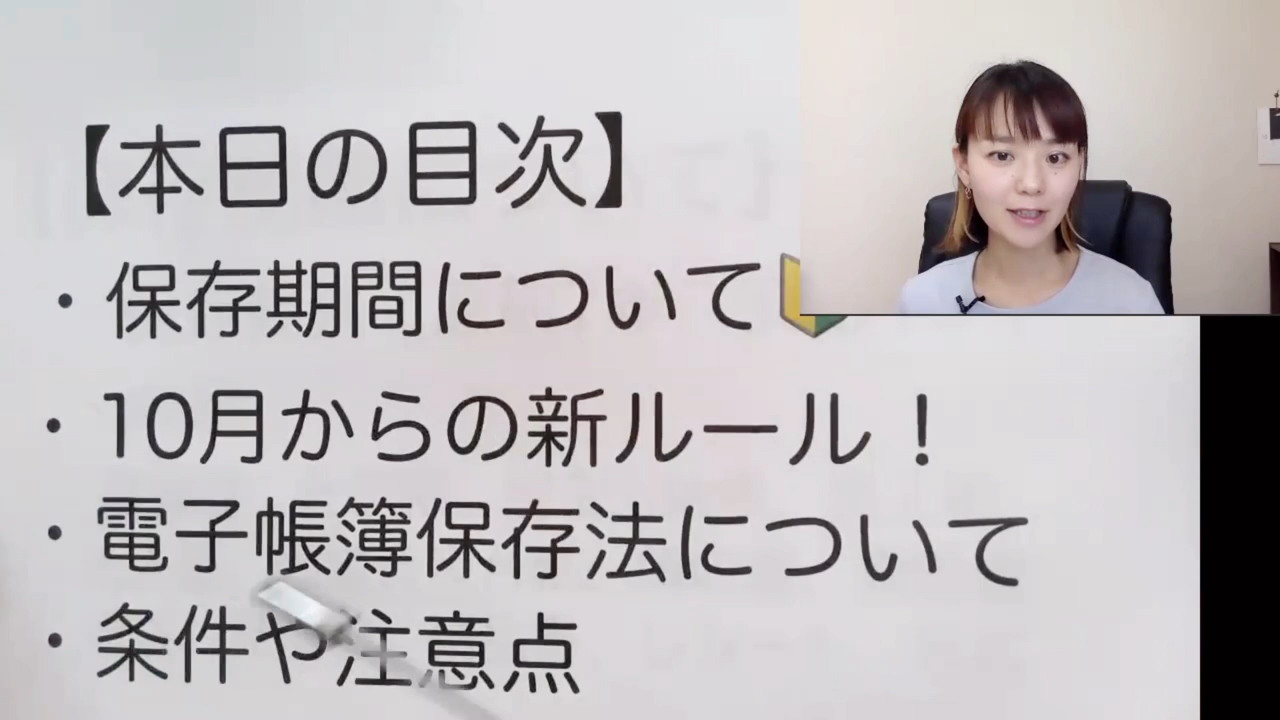 【本日の目次】
・保存期間について
・10月からの新ルール！
・電子帳簿保存法について
・条件や注意点